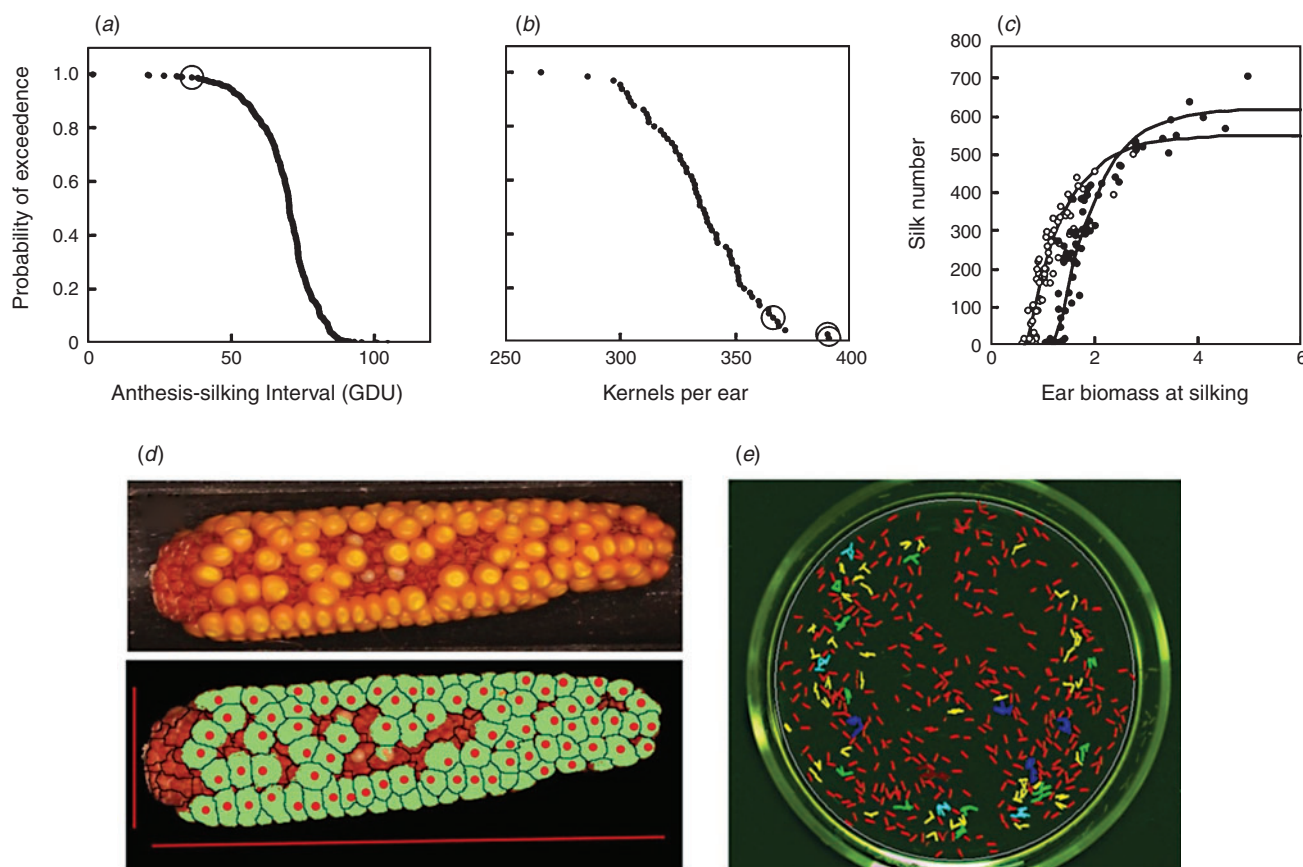 (a)
(b)
(c)
Probability of exceedence
1.0
0.8
0.6
0.4
0.2
0
0 50 100
Anthesis-silking Interval (GDU)
250 300 350 400
Kernels per ear
Silk number
800
700
600
500
400
300
200
100
0
0 2 4 6
Ear biomass at silking
(d)
(e)